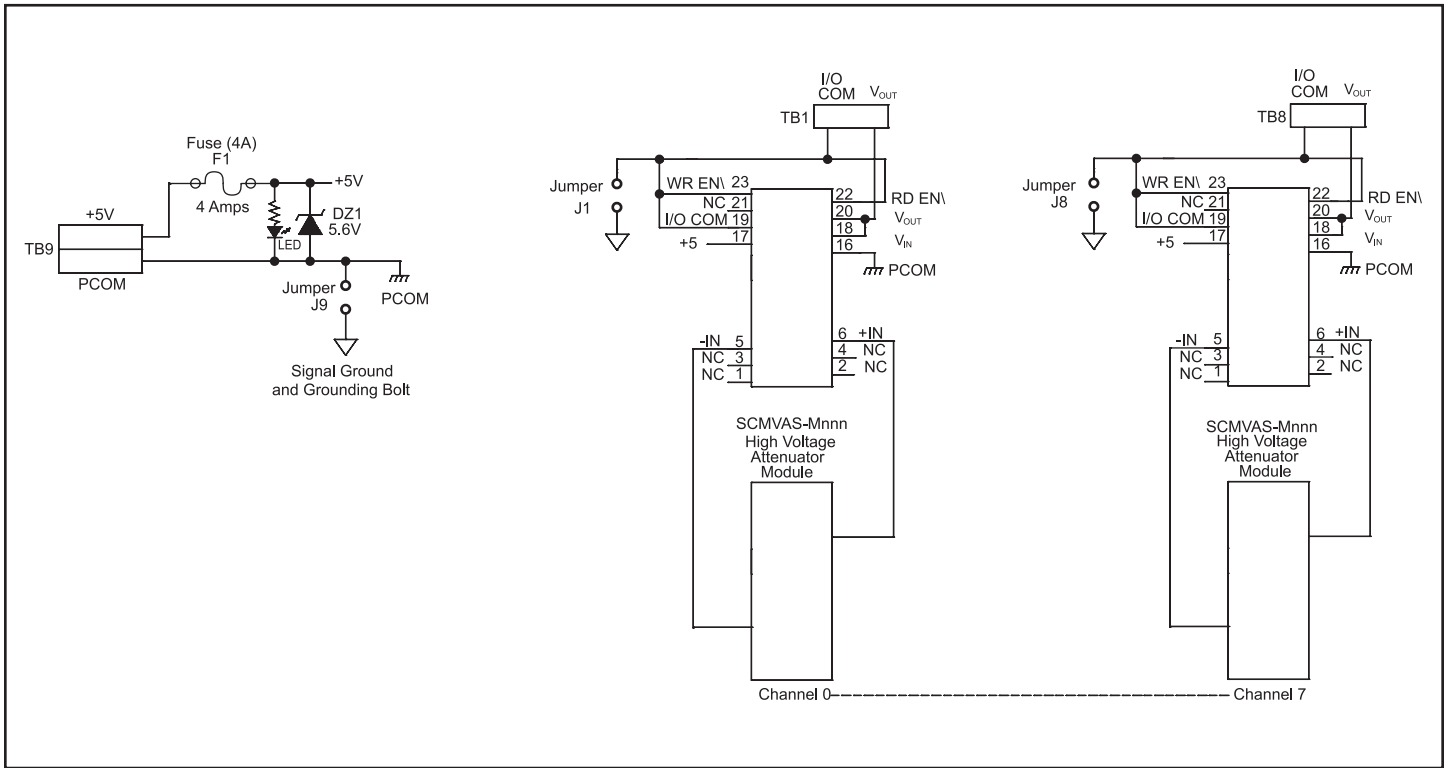 Fuse (4A)
F1
4 Amps
+5V
DZ1
5.6V
LED
+5V
TB9
PCOM
Jumper
J9
PCOM
Signal Ground
and Grounding Bolt
I/O
COM VOUT
TB1
Jumper
J1
WR EN\ 23
NC 21
I/O COM 19
+5 17
22 RD EN\
20 VOUT
18
16 VIN
PCOM
-IN 5
NC 3
NC 1
6 +IN
4 NC
2 NC
SCMVAS-Mnnn
High Voltage
Attenuator
Module
Channel 0
I/O
COM VOUT
TB8
Jumper
J8
WR EN\ 23
NC 21
I/O COM 19
+5 17
22 RD EN\
20 VOUT
18
16 VIN
PCOM
-IN 5
NC 3
NC 1
6 +IN
4 NC
2 NC
SCMVAS-Mnnn
High Voltage
Attenuator
Module
Channel 7